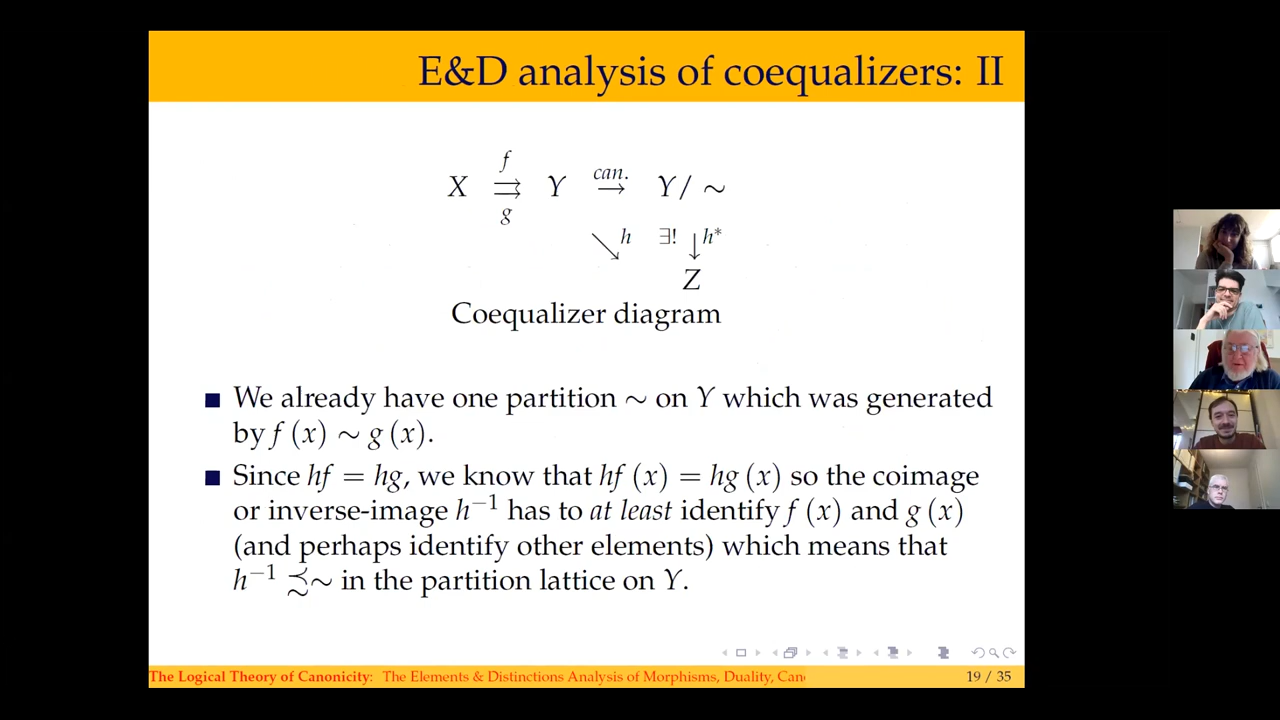 E&D analysis of coequalizers: II
f
X ⇉ Y can. → Y/ ∼
g
↘ h ∃! ↓ h*
Z
Coequalizer diagram
■ We already have one partition ∼ on Y which was generated
by f (x) ∼ g (x).
■ Since hf = hg, we know that hf (x) = hg (x) so the coimage
or inverse-image h⁻¹ has to at least identify f (x) and g (x)
(and perhaps identify other elements) which means that
h⁻¹ ≾∼ in the partition lattice on Y.
The Logical Theory of Canonicity: The Elements & Distinctions Analysis of Morphisms, Duality, Can
19 / 35